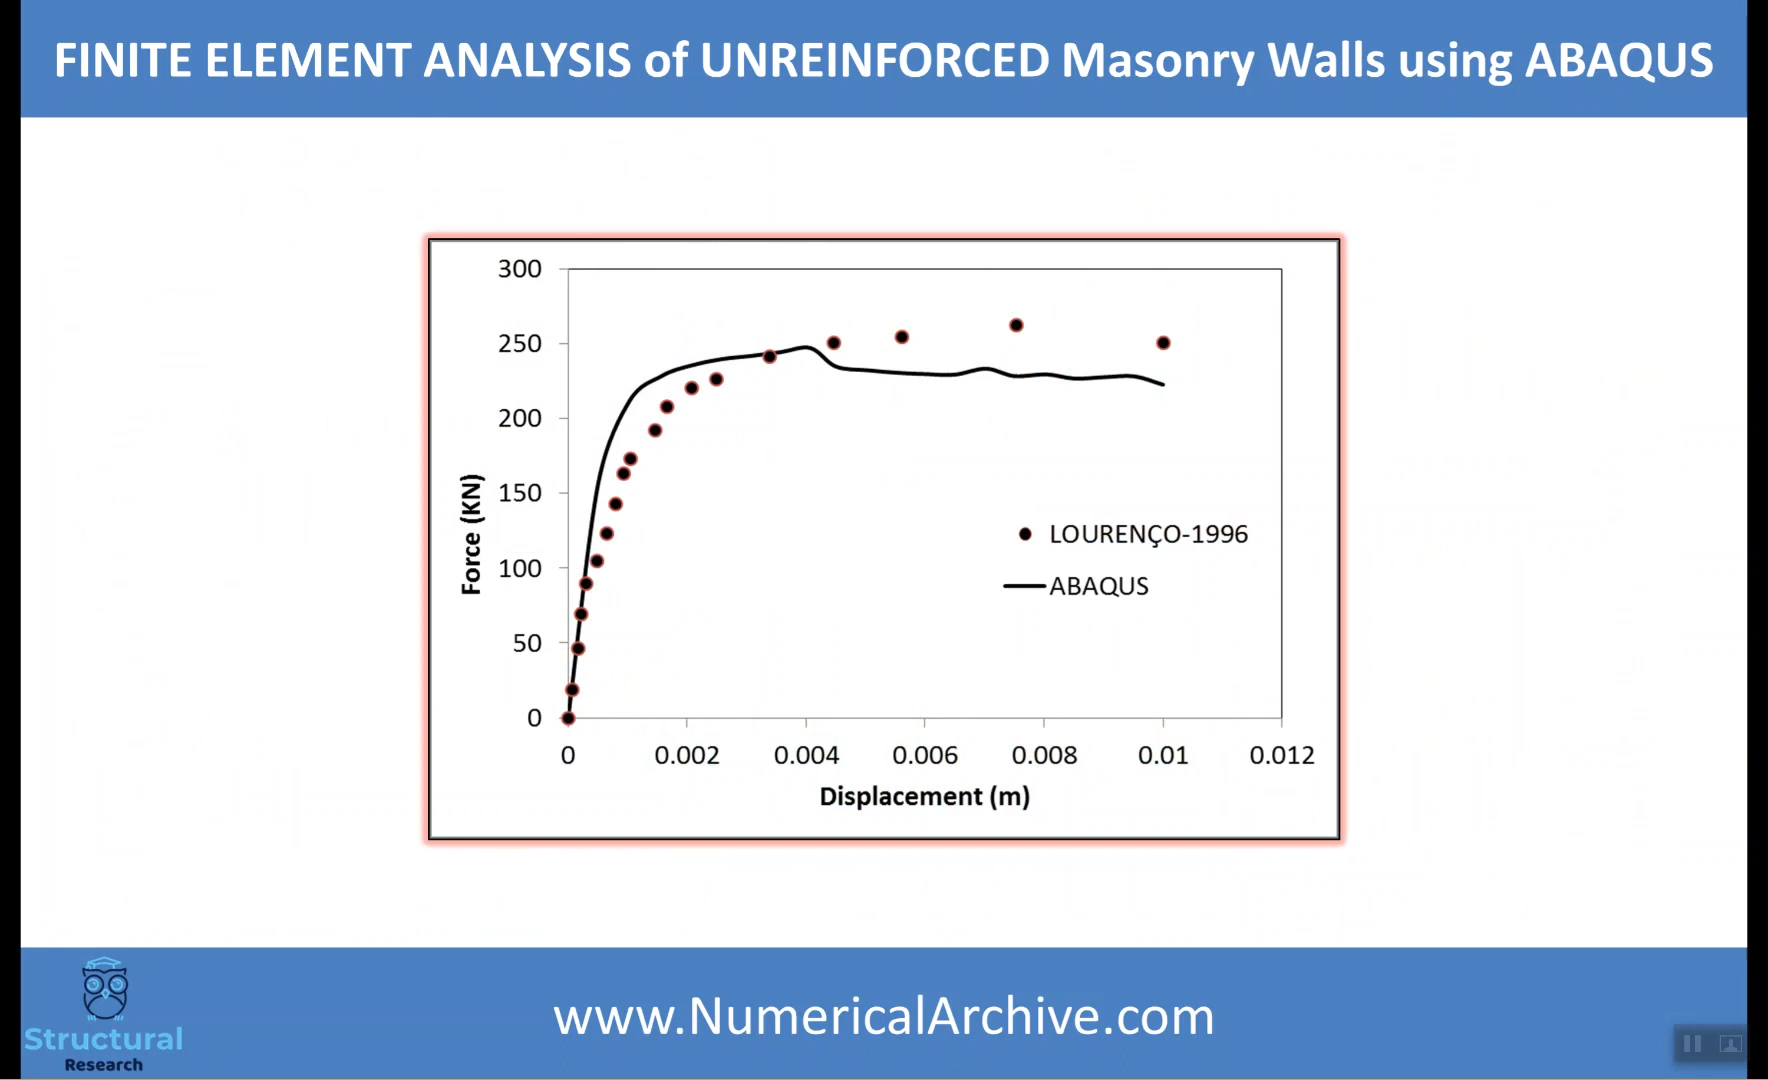 FINITE ELEMENT ANALYSIS of UNREINFORCED Masonry Walls using ABAQUS
300
250
200
150
100
50
0
Force (KN)
LOURENÇO-1996
ABAQUS
0 0.002 0.004 0.006 0.008 0.01 0.012
Displacement (m)
Structural
Research
www.NumericalArchive.com